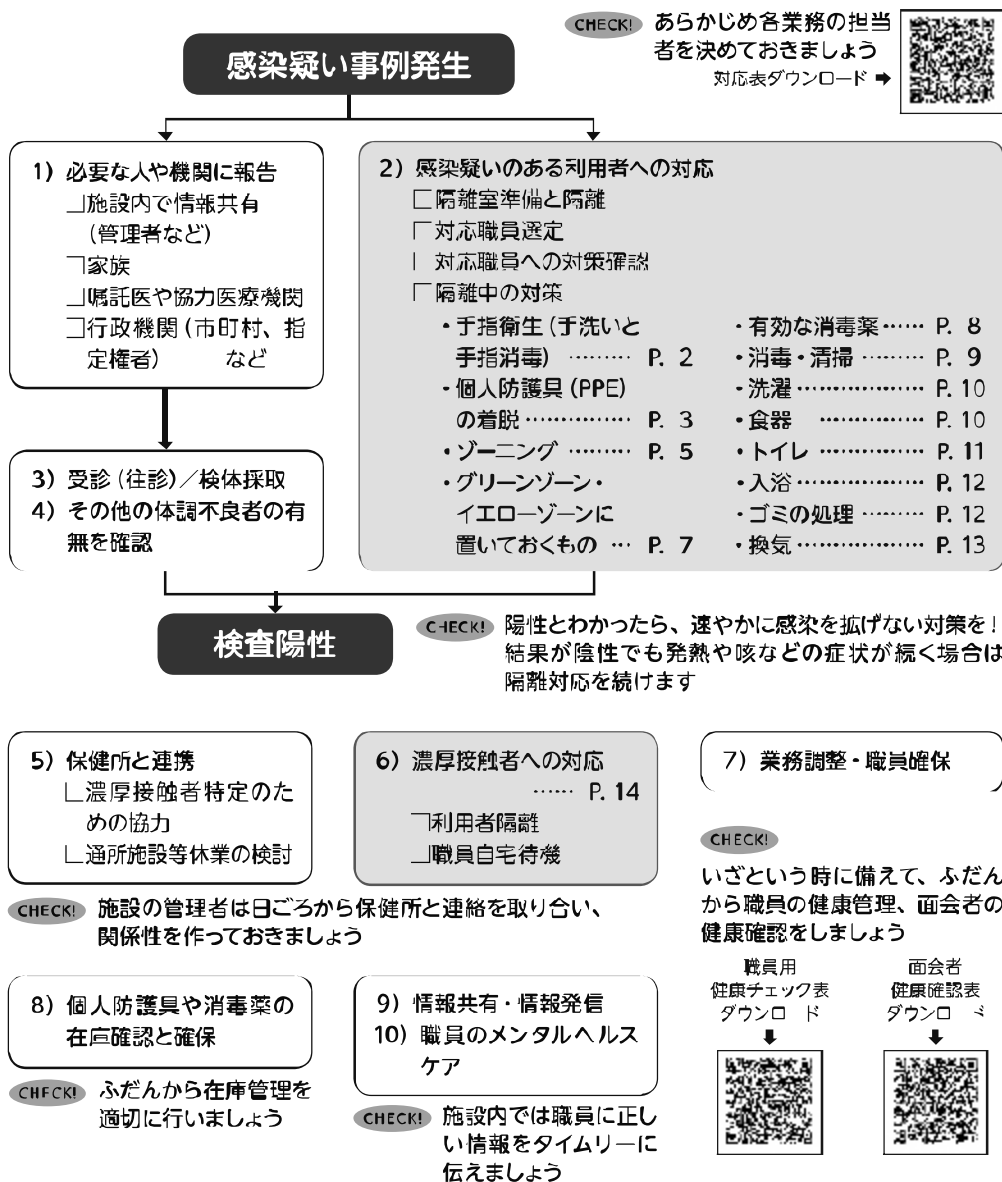 CHECK! あらかじめ各業務の担当
者を決めておきましょう
対応表ダウンロード ➡
感染疑い事例発生
1）必要な人や機関に報告
□施設内で情報共有
（管理者など）
□家族
□嘱託医や協力医療機関
□行政機関（市町村、指
定権者） など
2）感染疑いのある利用者への対応
□隔離室準備と隔離
□対応職員選定
□対応職員への対策確認
□隔離中の対策
・手指衛生（手洗いと
手指消毒） ……… P. 2
・個人防護具（PPE）
の着脱 …………… P. 3
・ゾーニング ……… P. 5
・グリーンゾーン・
イエローゾーンに
置いておくもの … P. 7
・有効な消毒薬 …… P. 8
・消毒・清掃 ……… P. 9
・洗濯 ……………… P. 10
・食器 ……………… P. 10
・トイレ …………… P. 11
・入浴 ……………… P. 12
・ゴミの処理 ……… P. 12
・換気 ……………… P. 13
3）受診（往診）／検体採取
4）その他の体調不良者の有
無を確認
検査陽性
CHECK! 陽性とわかったら、速やかに感染を拡げない対策を！
結果が陰性でも発熱や咳などの症状が続く場合は
隔離対応を続けます
5）保健所と連携
□濃厚接触者特定のた
めの協力
□通所施設等休業の検討
6）濃厚接触者への対応
…… P. 14
□利用者隔離
□職員自宅待機
7）業務調整・職員確保
CHECK!
いざという時に備えて、ふだん
から職員の健康管理、面会者の
健康確認をしましょう
職員用
健康チェック表
ダウンロード
面会者
健康確認表
ダウンロード
CHECK! 施設の管理者は日ごろから保健所と連絡を取り合い、
関係性を作っておきましょう
8）個人防護具や消毒薬の
在庫確認と確保
CHECK! ふだんから在庫管理を
適切に行いましょう
9）情報共有・情報発信
10）職員のメンタルヘルス
ケア
CHECK! 施設内では職員に正し
い情報をタイムリーに
伝えましょう